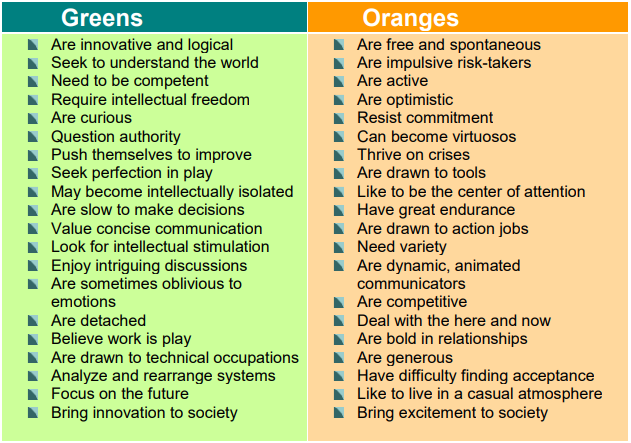 Greens
Are innovative and logical
Seek to understand the world
Need to be competent
Require intellectual freedom
Are curious
Question authority
Push themselves to improve
Seek perfection in play
May become intellectually isolated
Are slow to make decisions
Value concise communication
Look for intellectual stimulation
Enjoy intriguing discussions
Are sometimes oblivious to
emotions
Are detached
Believe work is play
Are drawn to technical occupations
Analyze and rearrange systems
Focus on the future
Bring innovation to society
Oranges
Are free and spontaneous
Are impulsive risk-takers
Are active
Are optimistic
Resist commitment
Can become virtuosos
Thrive on crises
Are drawn to tools
Like to be the center of attention
Have great endurance
Are drawn to action jobs
Need variety
Are dynamic, animated
communicators
Are competitive
Deal with the here and now
Are bold in relationships
Are generous
Have difficulty finding acceptance
Like to live in a casual atmosphere
Bring excitement to society